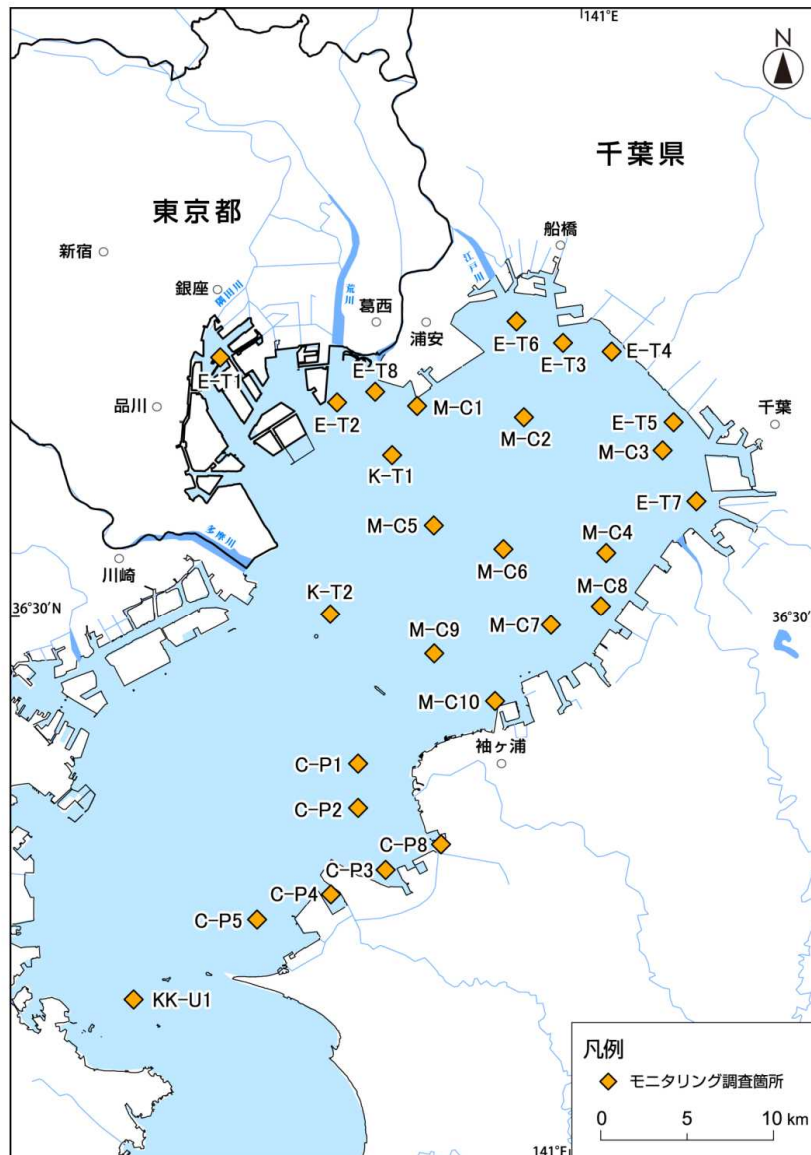 141°E
N
千葉県
東京都
船橋
新宿
江戸川
銀座
隅田川
荒川
葛西
浦安
E-T6
E-T3
E-T4
E-T1
E-T8
品川
E-T2
M-C1
M-C2
E-T5
千葉
M-C3
K-T1
E-T7
M-C5
多摩川
川崎
M-C6
M-C4
K-T2
M-C8
36°30′N
36°30′
M-C7
M-C9
M-C10
袖ヶ浦
C-P1
C-P2
C-P8
C-P3
C-P4
C-P5
KK-U1
凡例
モニタリング調査箇所
0 5 10 km
141°E